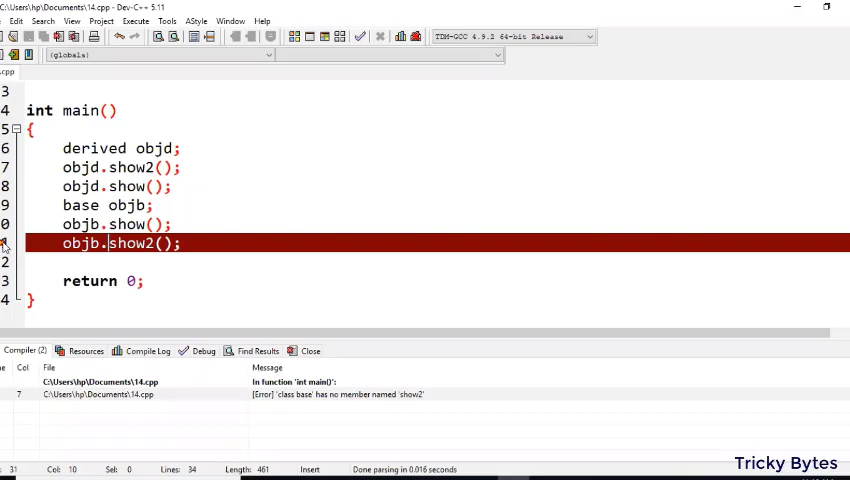 C:\Users\hp\Documents\14.cpp - Dev-C++ 5.11
Edit Search View Project Execute Tools AStyle Window Help
TDM-GCC 4.9.2 64-bit Release
(globals)
.cpp
3
4 int main()
5 {
6 derived objd;
7 objd.show2();
8 objd.show();
9 base objb;
0 objb.show();
objb.show2();
2
3 return 0;
4 }
Compiler (2) Resources Compile Log Debug Find Results Close
Col File Message
C:\Users\hp\Documents\14.cpp In function 'int main()':
7 C:\Users\hp\Documents\14.cpp [Error] 'class base' has no member named 'show2'
31 Col: 10 Sel: 0 Lines: 34 Length: 461 Insert Done parsing in 0.016 seconds
Tricky Bytes